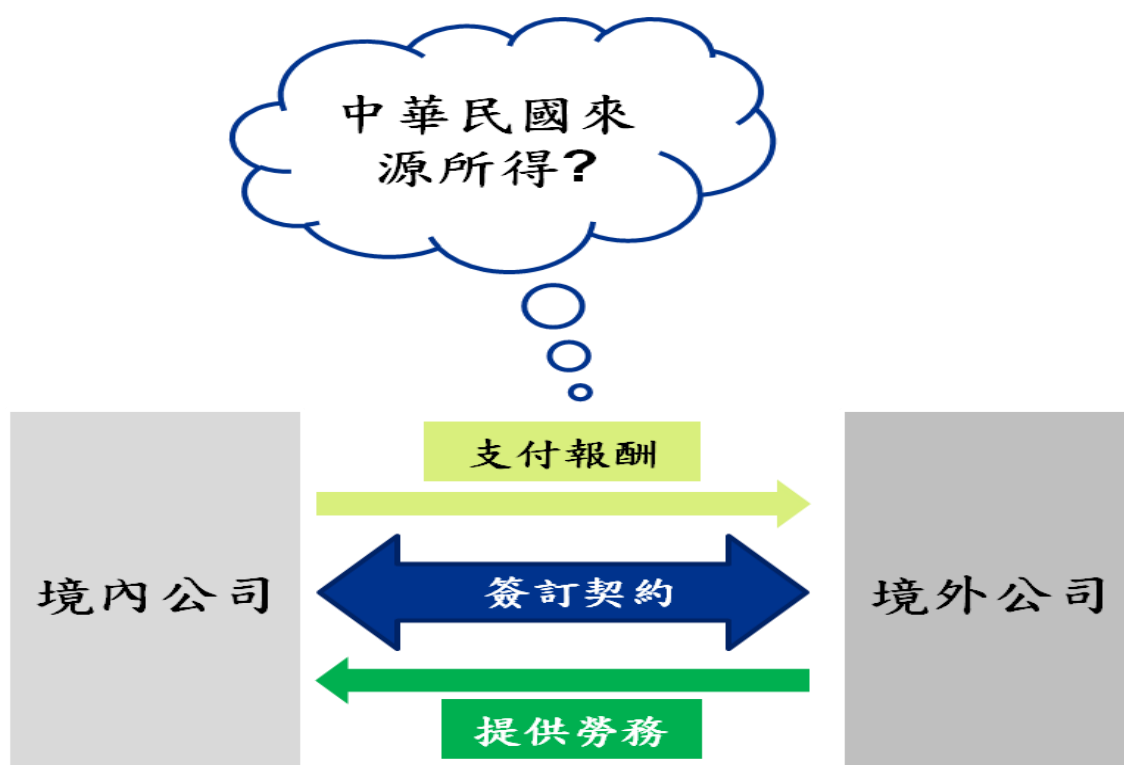 中華民國來
源所得?
支付報酬
境內公司
簽訂契約
境外公司
提供勞務